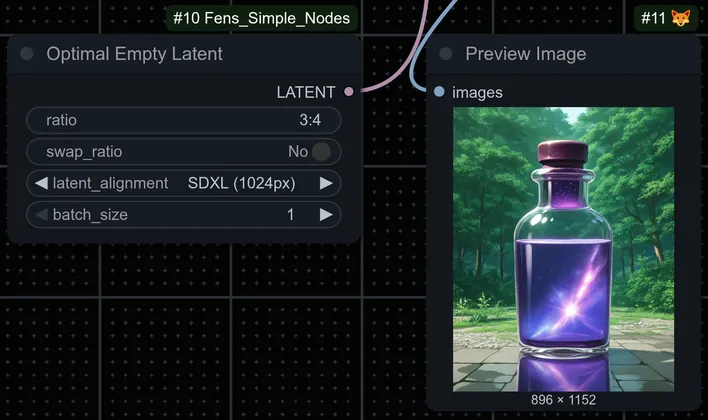 #10 Fens_Simple_Nodes
#11 🦊
Optimal Empty Latent
LATENT
ratio 3:4
swap_ratio No
latent_alignment SDXL (1024px)
batch_size 1
Preview Image
images
896 × 1152